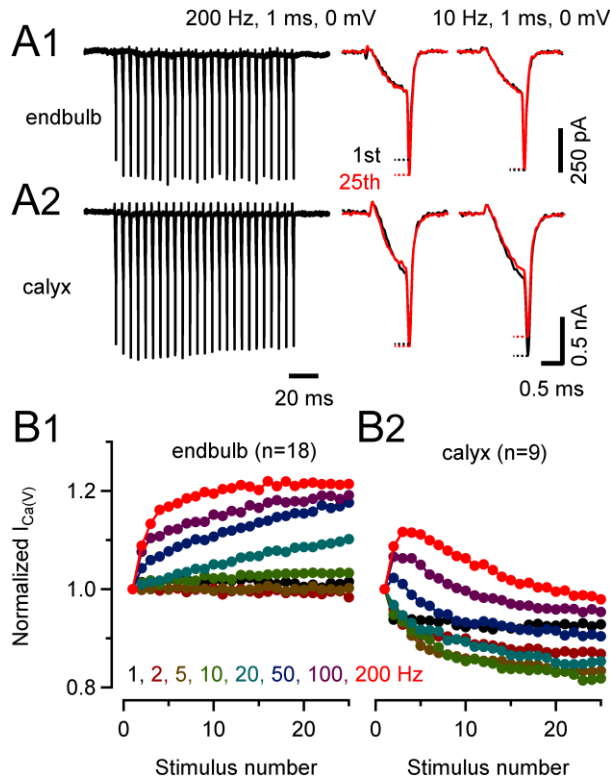 200 Hz, 1 ms, 0 mV 10 Hz, 1 ms, 0 mV
A1
endbulb
1st
25th
250 pA
A2
calyx
0.5 nA
20 ms
0.5 ms
B1 B2
endbulb (n=18) calyx (n=9)
Normalized I_Ca(V)
1.2
1.0
0.8
1, 2, 5, 10, 20, 50, 100, 200 Hz
0 10 20 0 10 20
Stimulus number Stimulus number